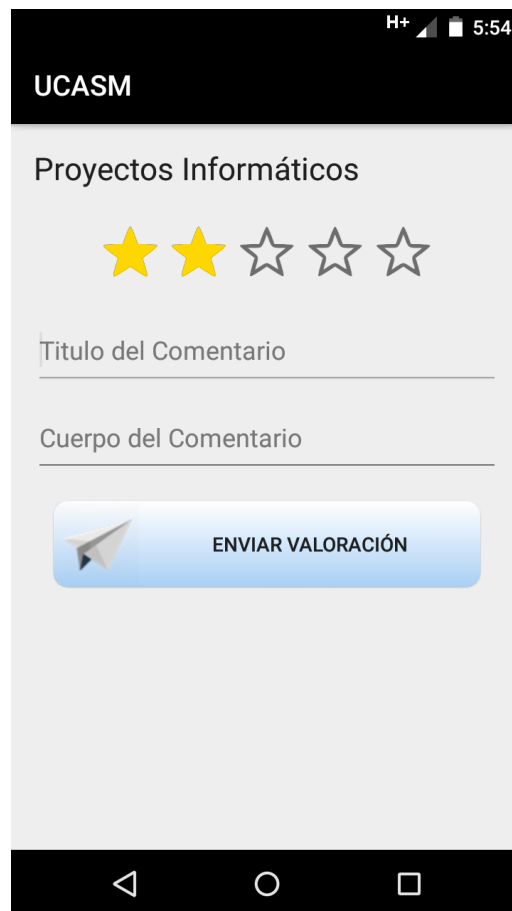 H+ 5:54
UCASM
Proyectos Informáticos
Titulo del Comentario
Cuerpo del Comentario
ENVIAR VALORACIÓN